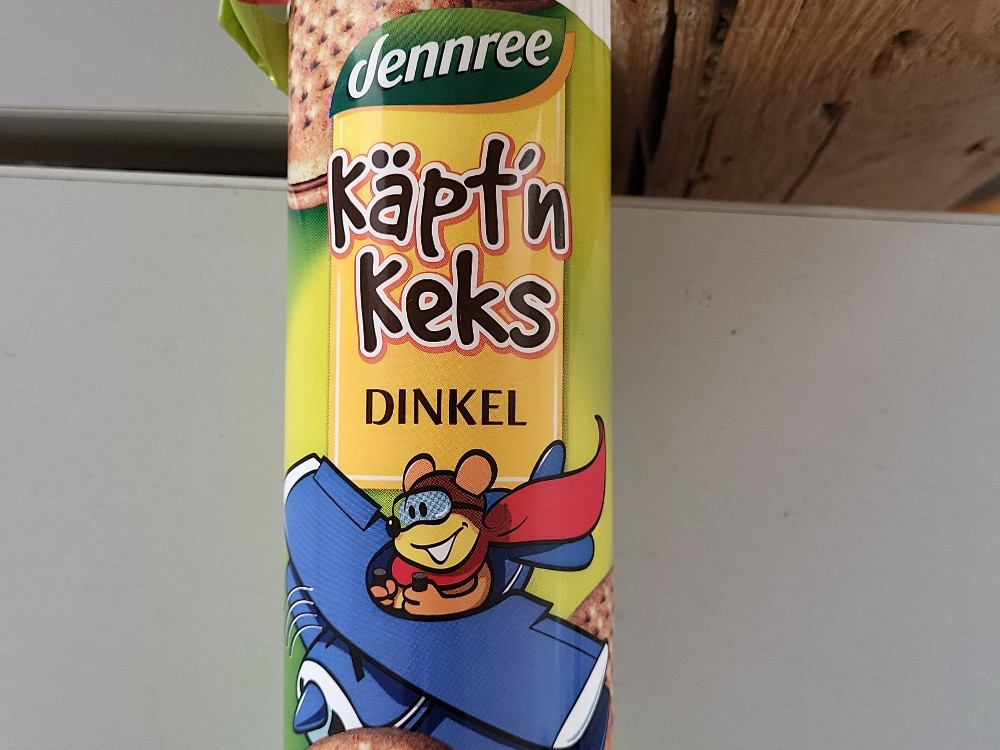 dennree
Käpt'n
Keks
DINKEL